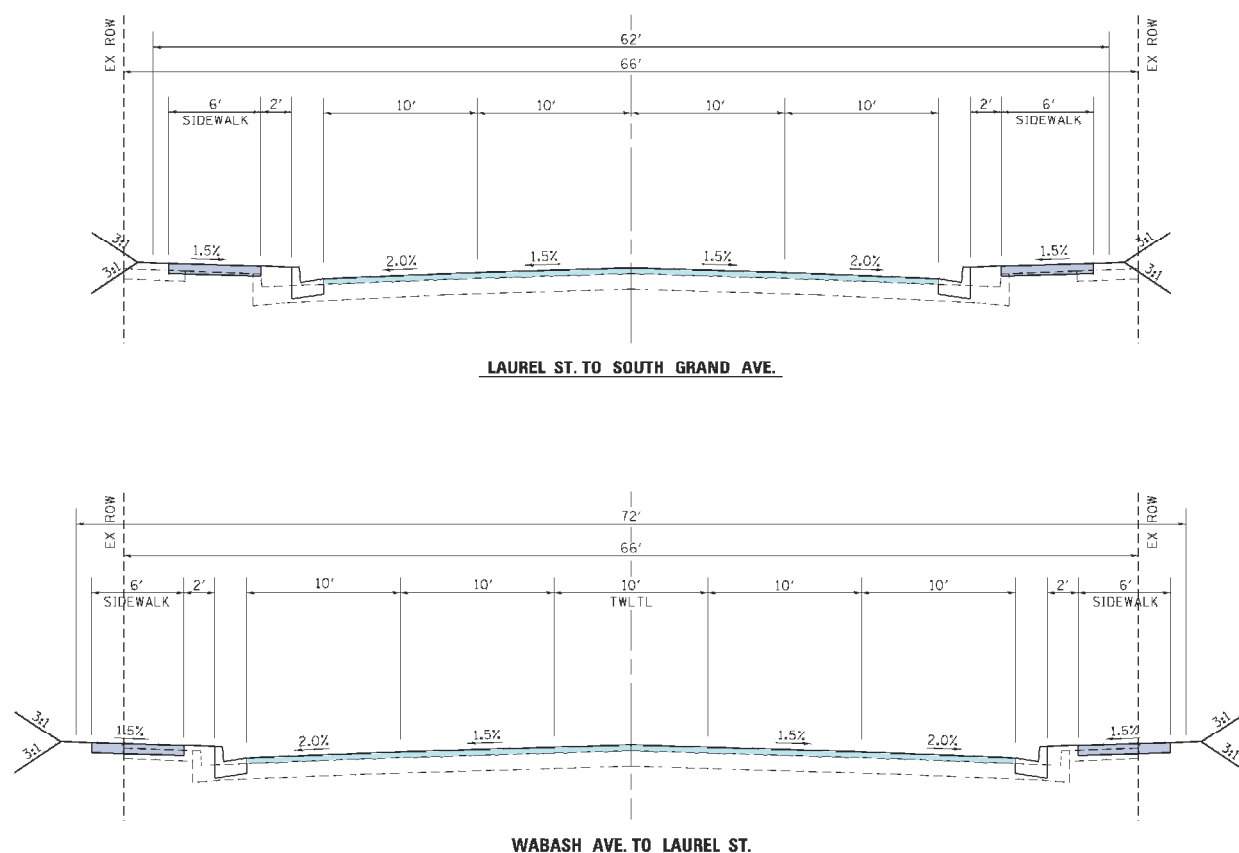 EX ROW
EX ROW
62'
66'
6' 2' 10' 10' 10' 10' 2' 6'
SIDEWALK SIDEWALK
3:1 1.5% 2.0% 1.5% 1.5% 2.0% 1.5% 3:1
3:1 3:1
LAUREL ST. TO SOUTH GRAND AVE.
EX ROW
EX ROW
72'
66'
6' 2' 10' 10' 10' 10' 10' 2' 6'
SIDEWALK TWLTL SIDEWALK
3:1 1.5% 2.0% 1.5% 1.5% 2.0% 1.5% 3:1
3:1 3:1
WABASH AVE. TO LAUREL ST.